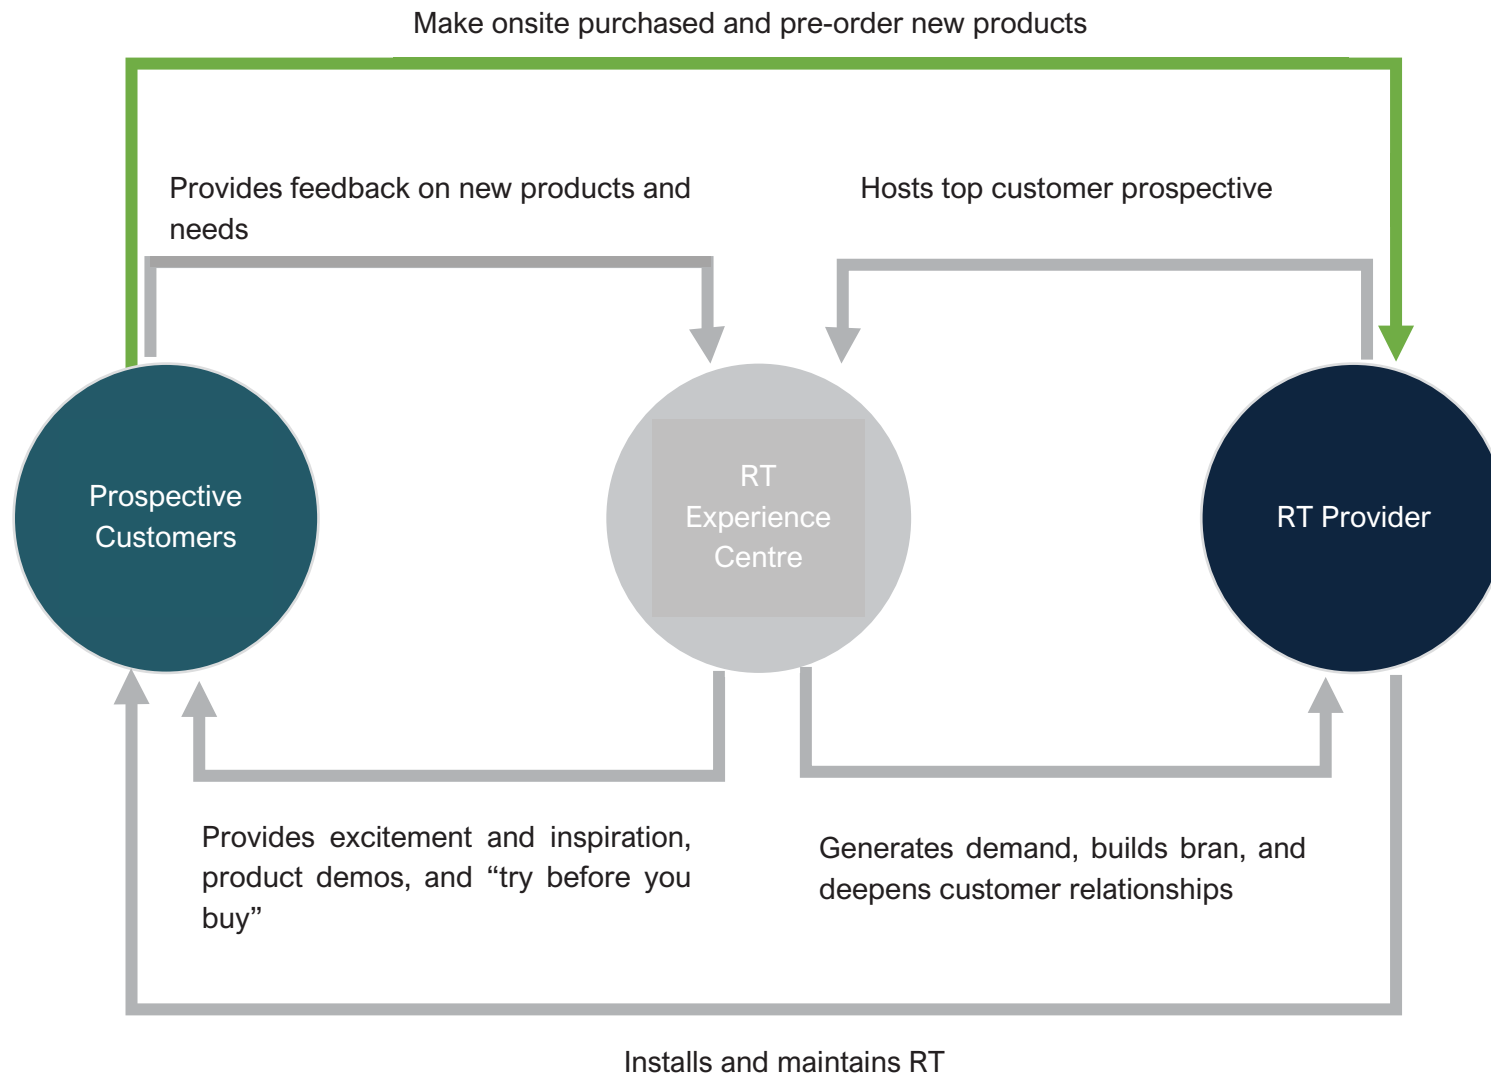 Make onsite purchased and pre-order new products
Provides feedback on new products and
needs
Hosts top customer prospective
Prospective
Customers
RT
Experience
Centre
RT Provider
Provides excitement and inspiration,
product demos, and “try before you
buy”
Generates demand, builds bran, and
deepens customer relationships
Installs and maintains RT